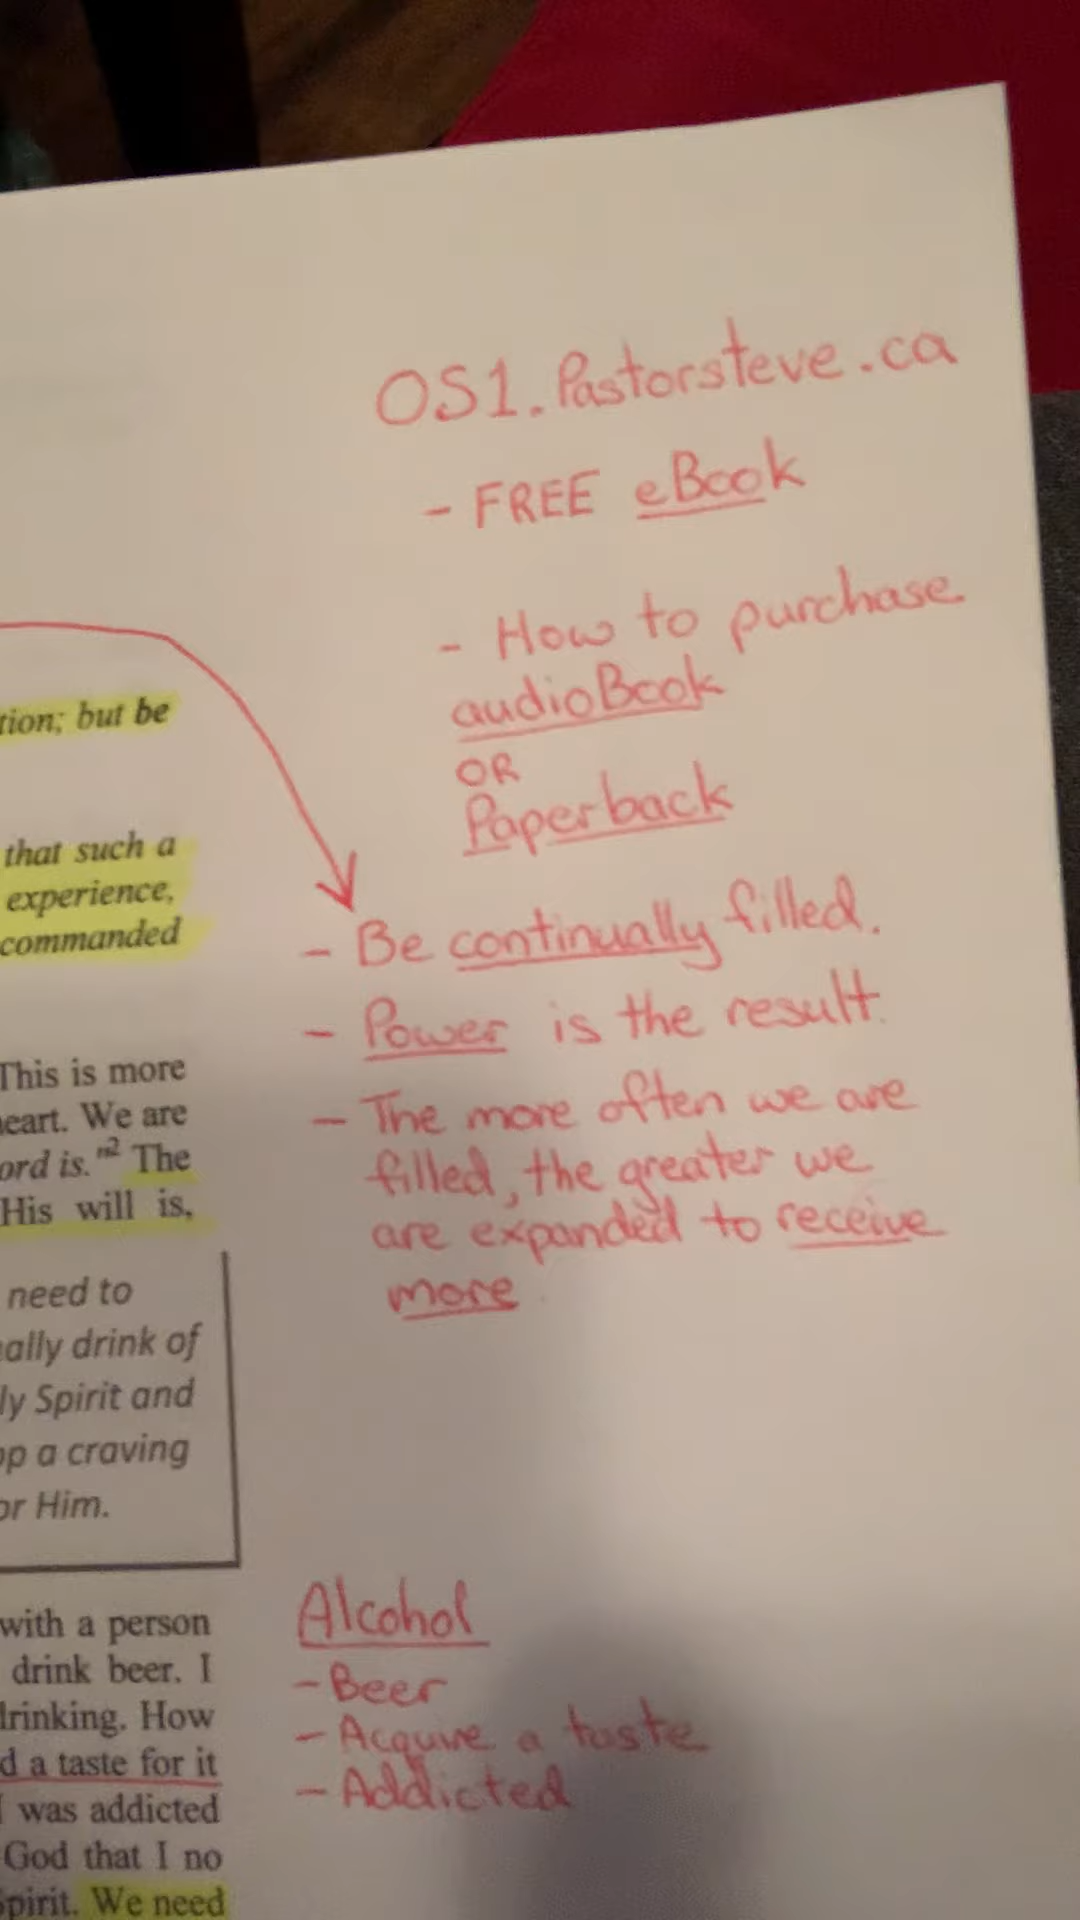 OS1.Pastorsteve.ca
- FREE eBook
- How to purchase
audioBook
OR
Paperback
- Be continually filled.
- Power is the result.
- The more often we are
filled, the greater we
are expanded to receive
more
Alcohol
- Beer
- Acquire a taste
- Addicted
tion; but be
that such a
experience,
commanded
This is more
eart. We are
ord is."2 The
His will is,
need to
ally drink of
ly Spirit and
op a craving
or Him.
with a person
drink beer. I
drinking. How
d a taste for it
I was addicted
God that I no
Spirit. We need